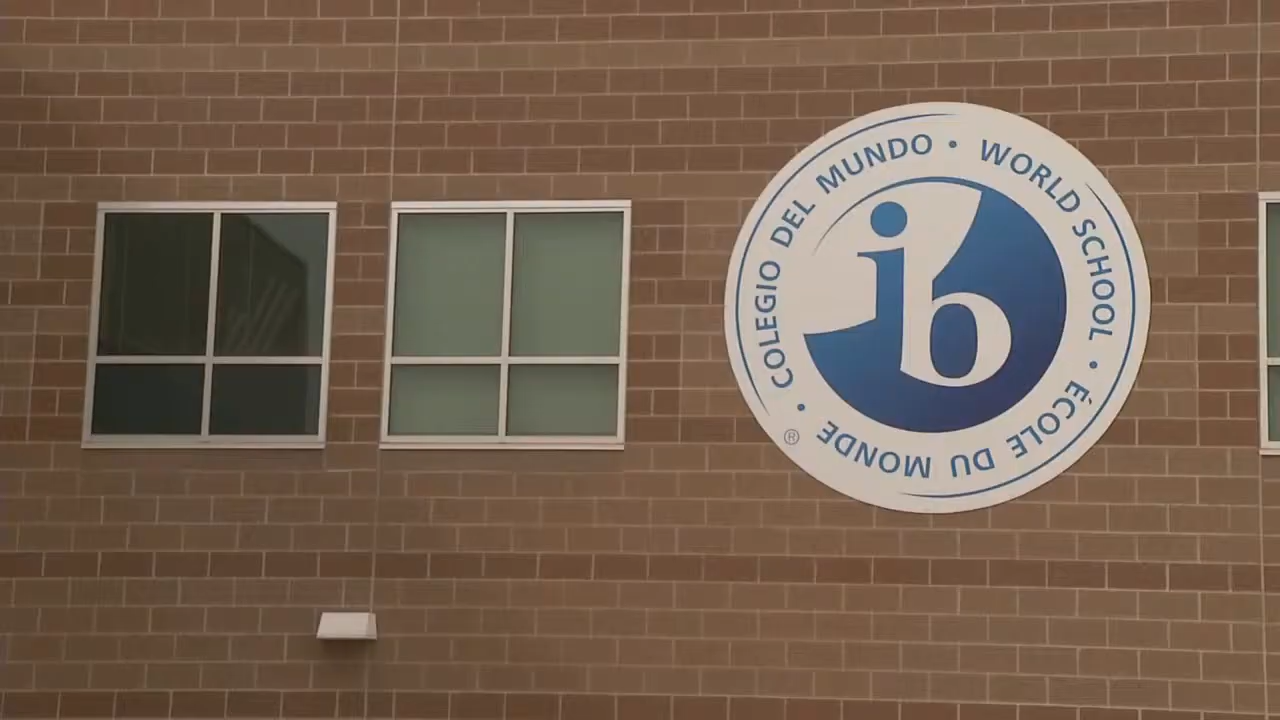 COLEGIO DEL MUNDO • WORLD SCHOOL • ÉCOLE DU MONDE •
®
ib